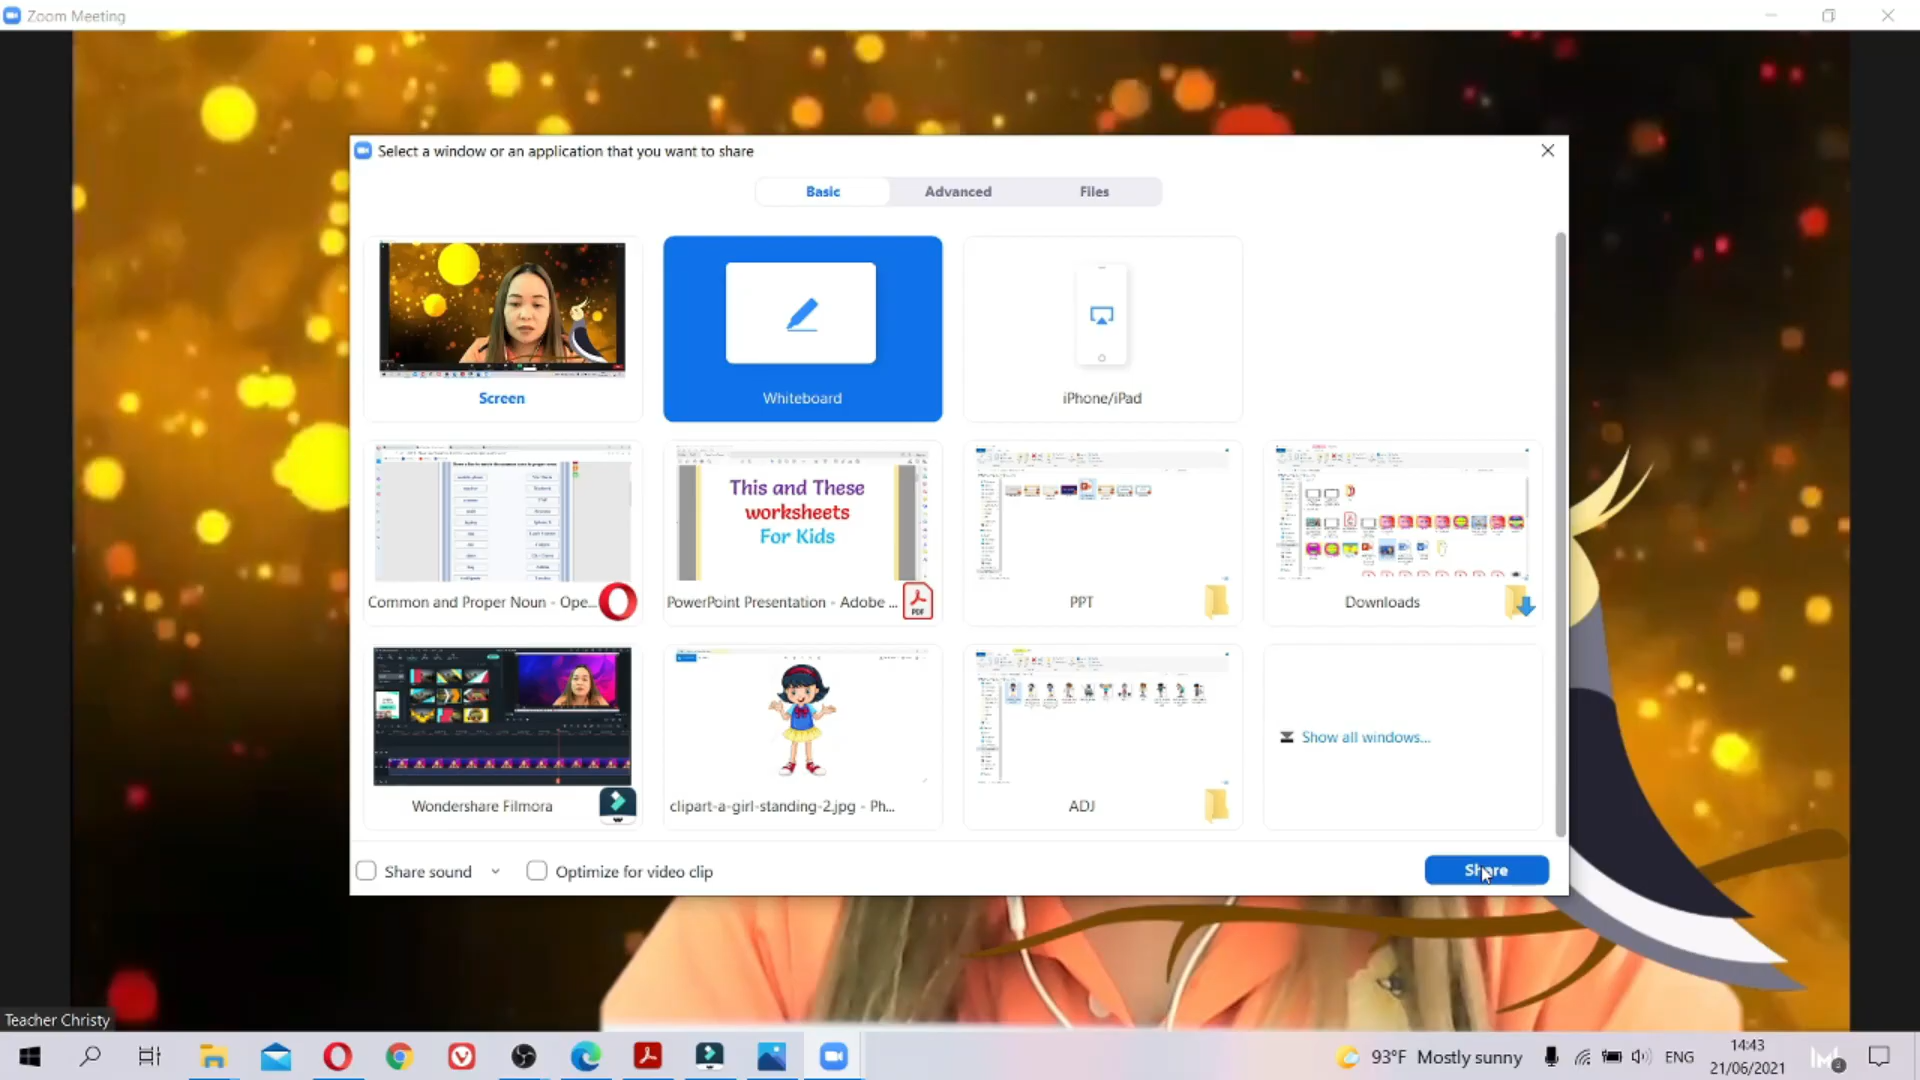 Zoom Meeting
Select a window or an application that you want to share
Basic
Advanced
Files
Screen
Whiteboard
iPhone/iPad
This and These
worksheets
For Kids
Common and Proper Noun - Ope...
PowerPoint Presentation - Adobe ...
PDF
PPT
Downloads
Wondershare Filmora
clipart-a-girl-standing-2.jpg - Ph...
ADJ
Show all windows...
Share sound
Optimize for video clip
Share
Teacher Christy
93°F Mostly sunny
ENG
14:43
21/06/2021